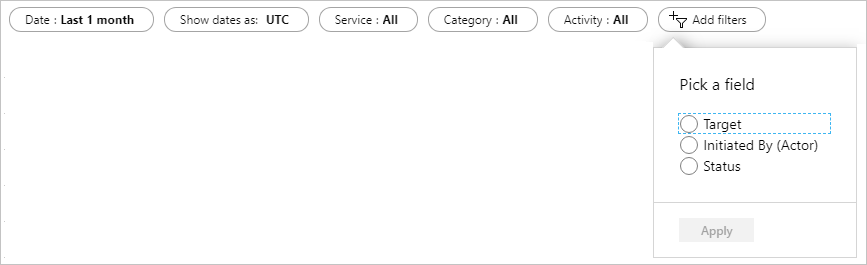 Date : Last 1 month Show dates as: UTC Service : All Category : All Activity : All Add filters
Pick a field
Target
Initiated By (Actor)
Status
Apply